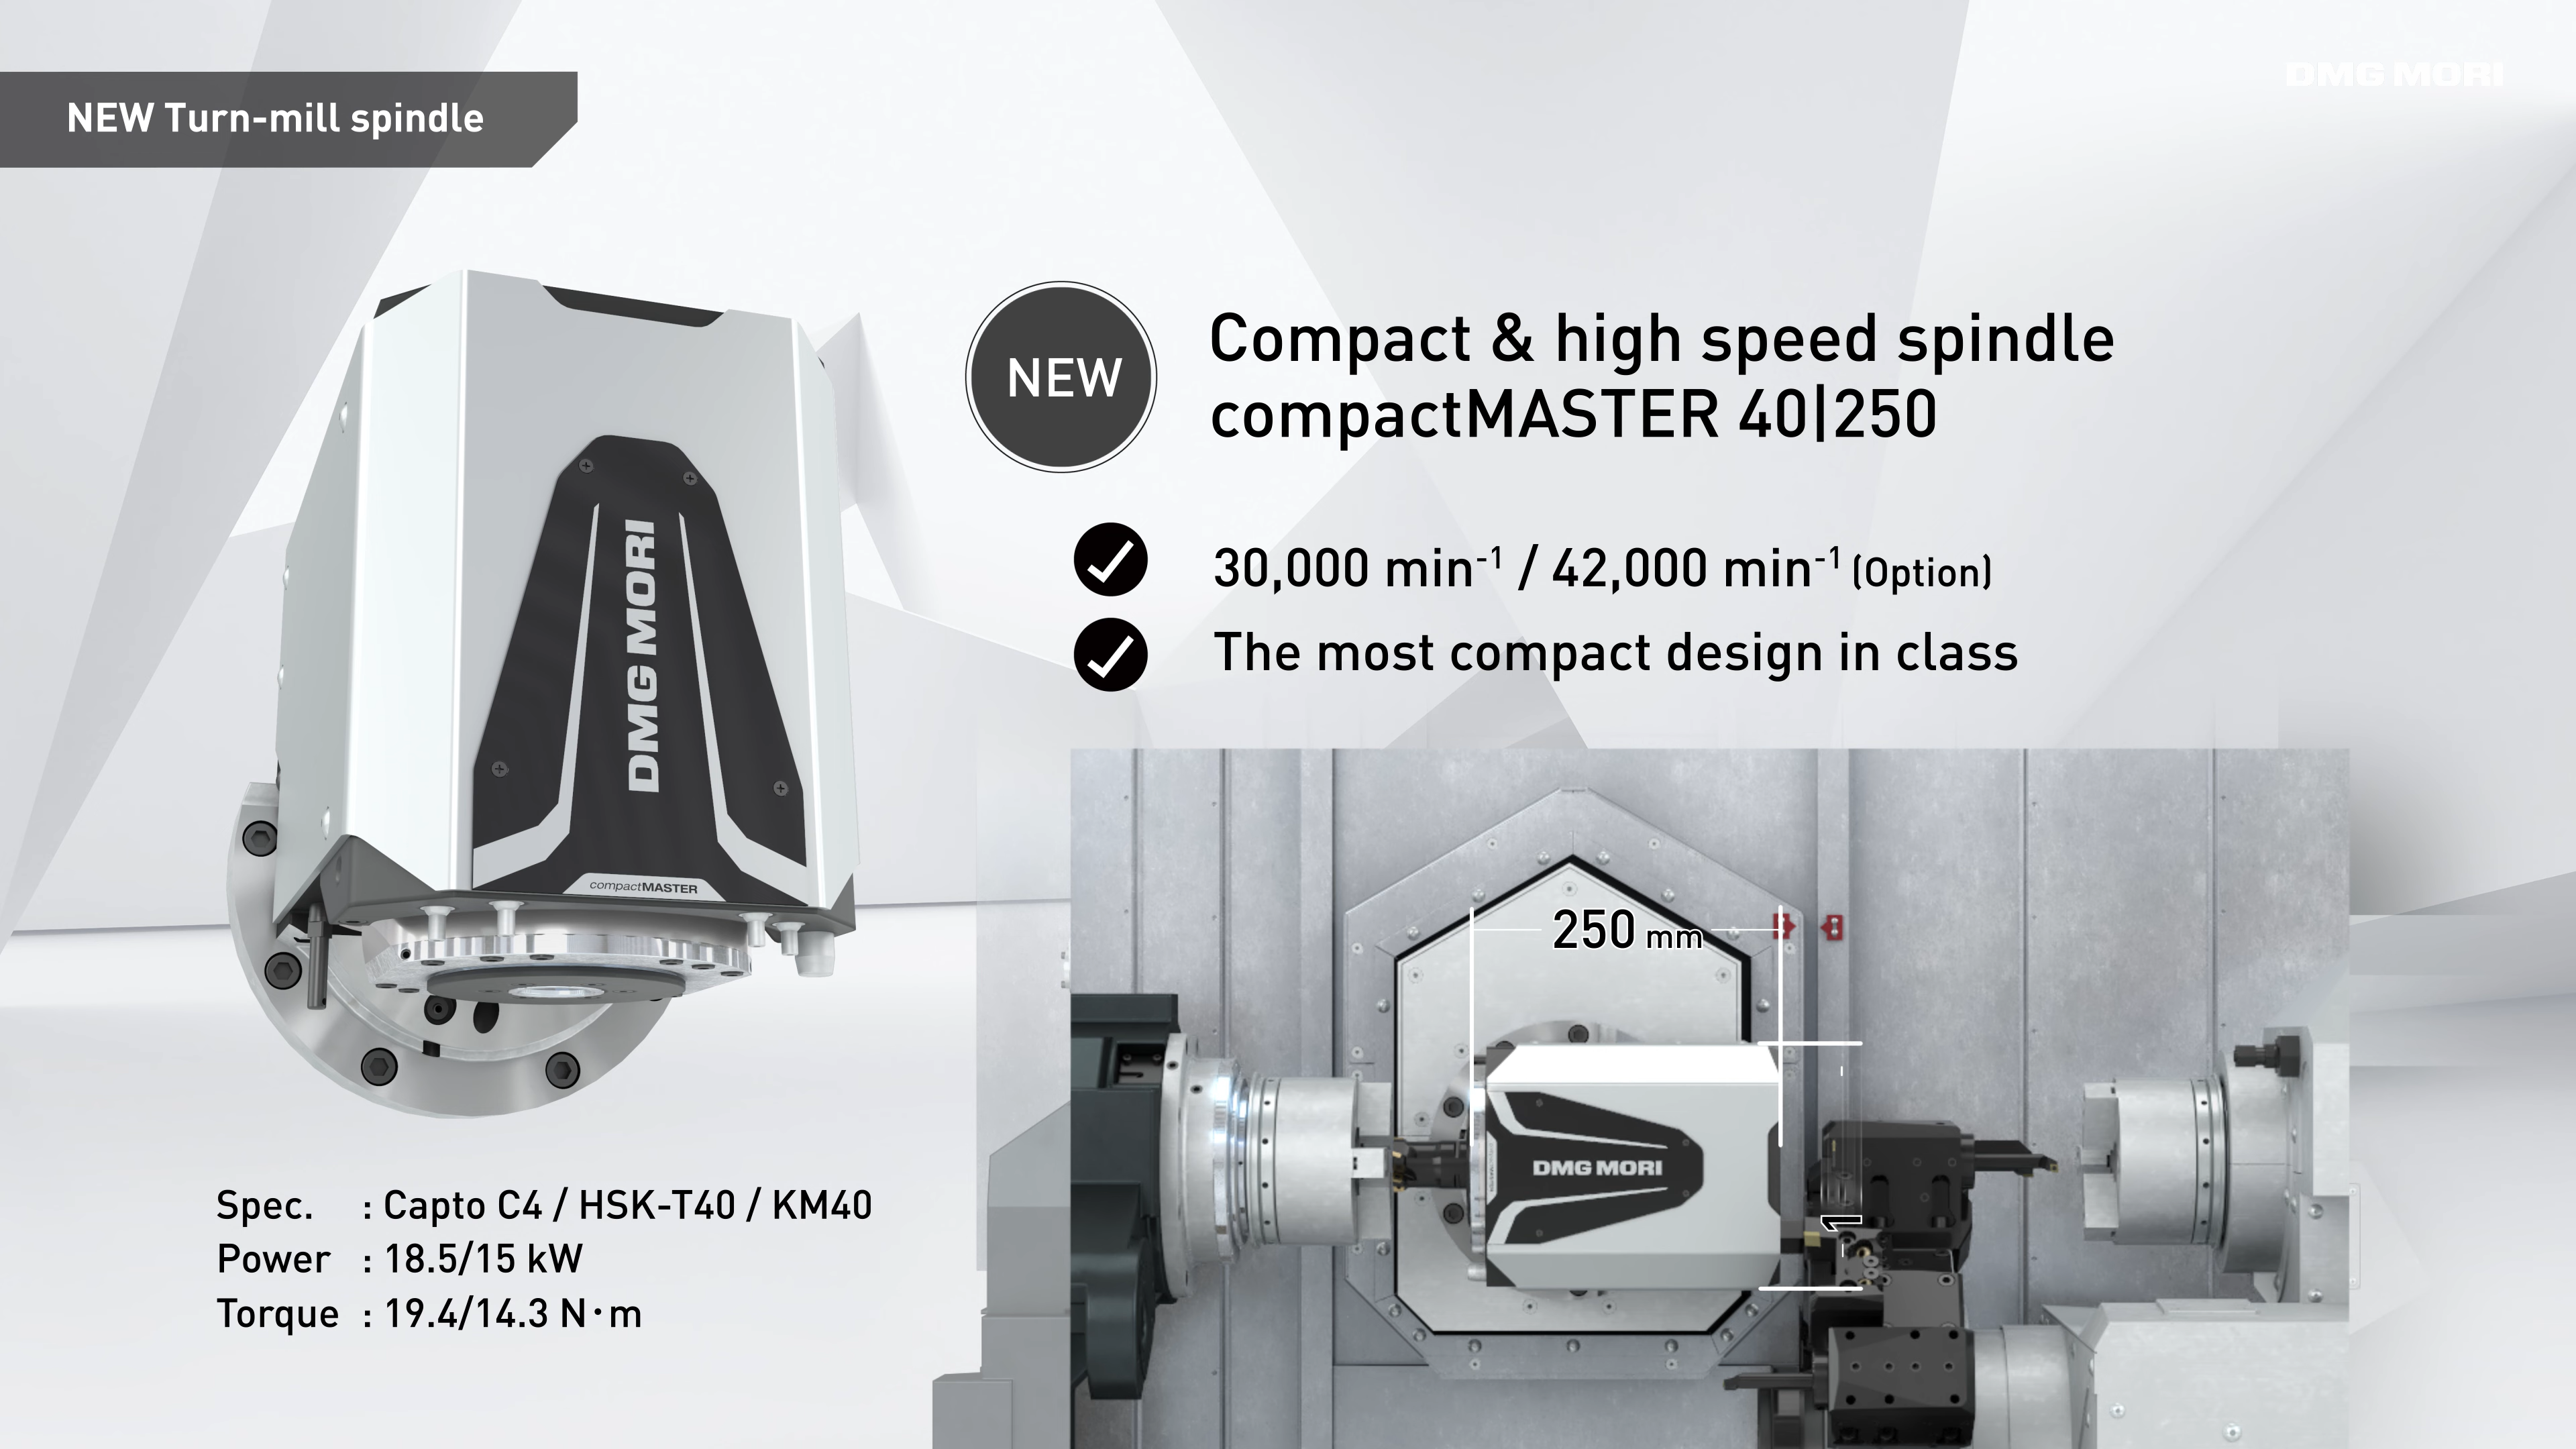 NEW Turn-mill spindle
DMG MORI
NEW
Compact & high speed spindle
compactMASTER 40|250
30,000 min⁻¹ / 42,000 min⁻¹ (Option)
The most compact design in class
DMG MORI
compactMASTER
250 mm
DMG MORI
1
Spec. : Capto C4 / HSK-T40 / KM40
Power : 18.5/15 kW
Torque : 19.4/14.3 N·m